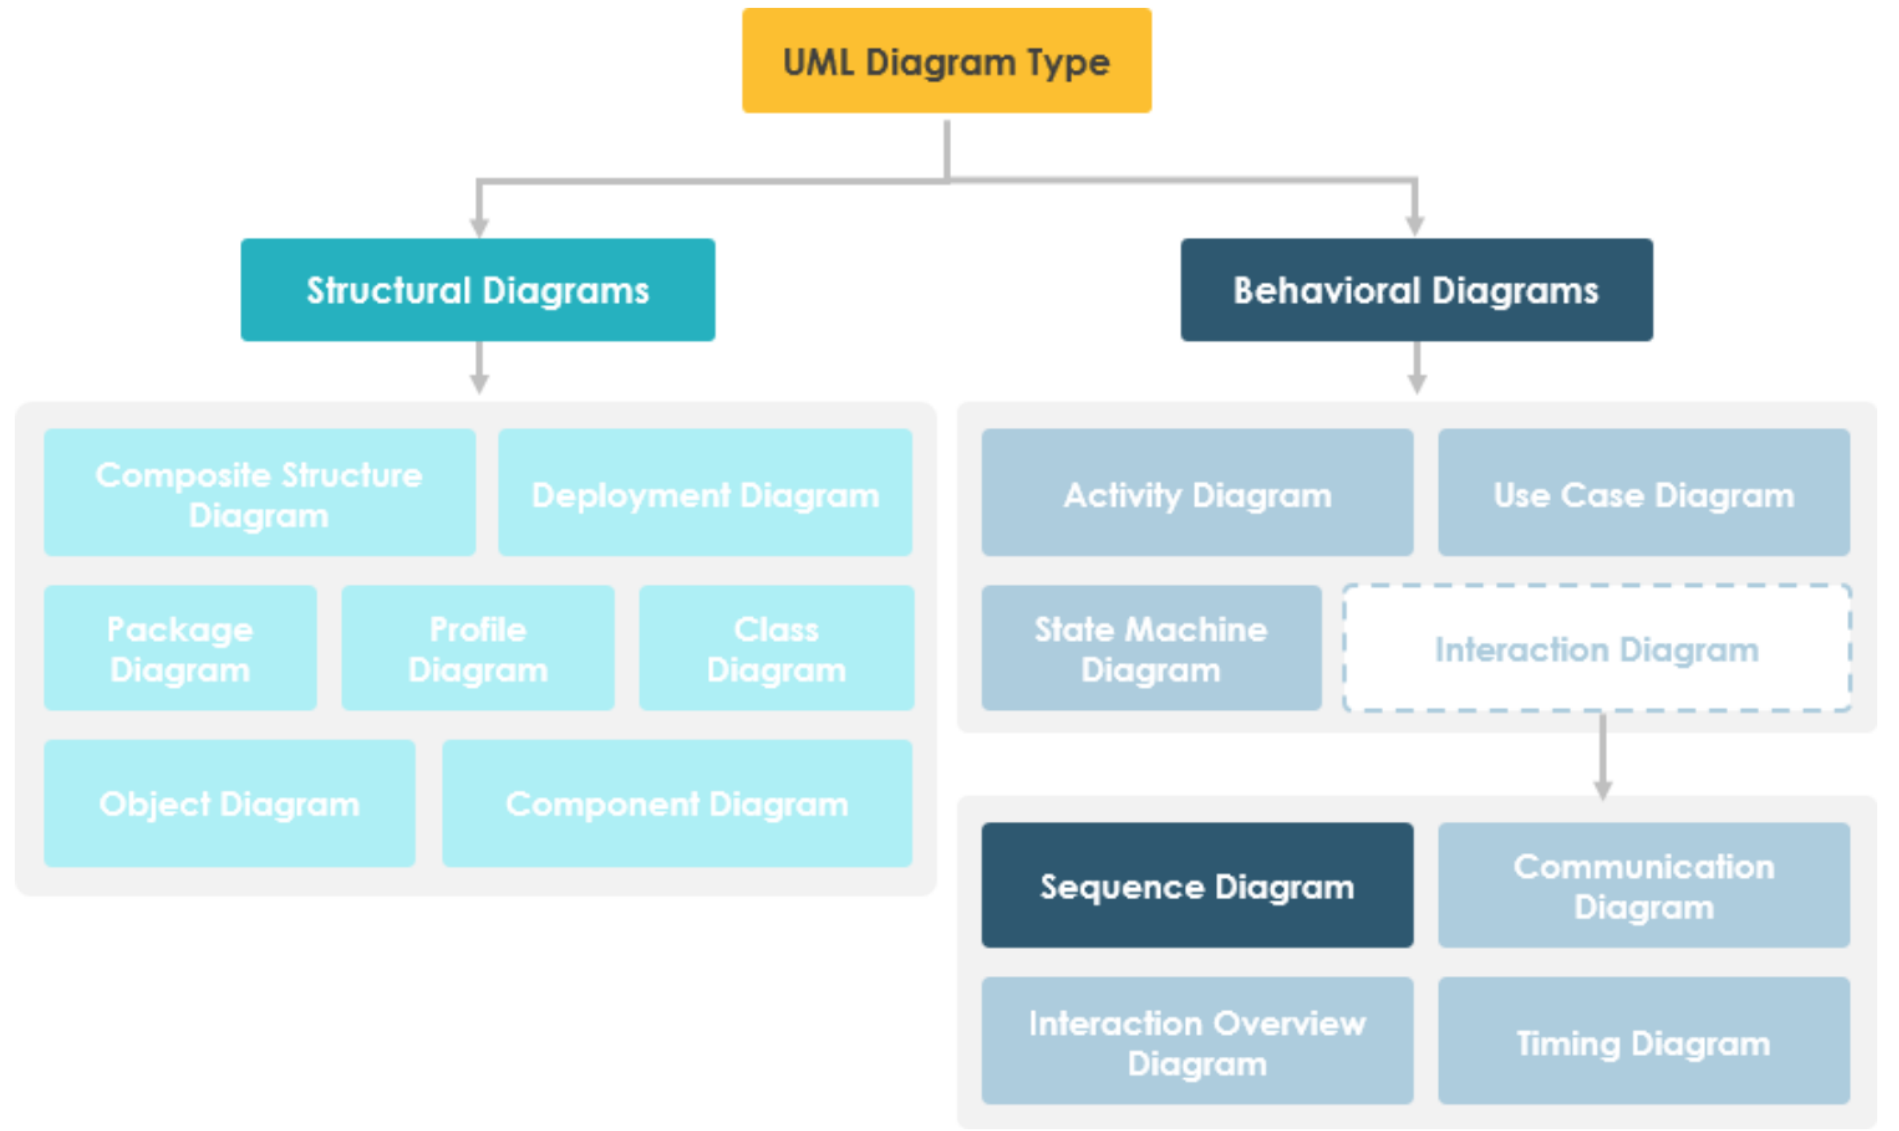 UML Diagram Type
Structural Diagrams
Behavioral Diagrams
Composite Structure
Diagram
Deployment Diagram
Package
Diagram
Profile
Diagram
Class
Diagram
Object Diagram
Component Diagram
Activity Diagram
Use Case Diagram
State Machine
Diagram
Interaction Diagram
Sequence Diagram
Communication
Diagram
Interaction Overview
Diagram
Timing Diagram